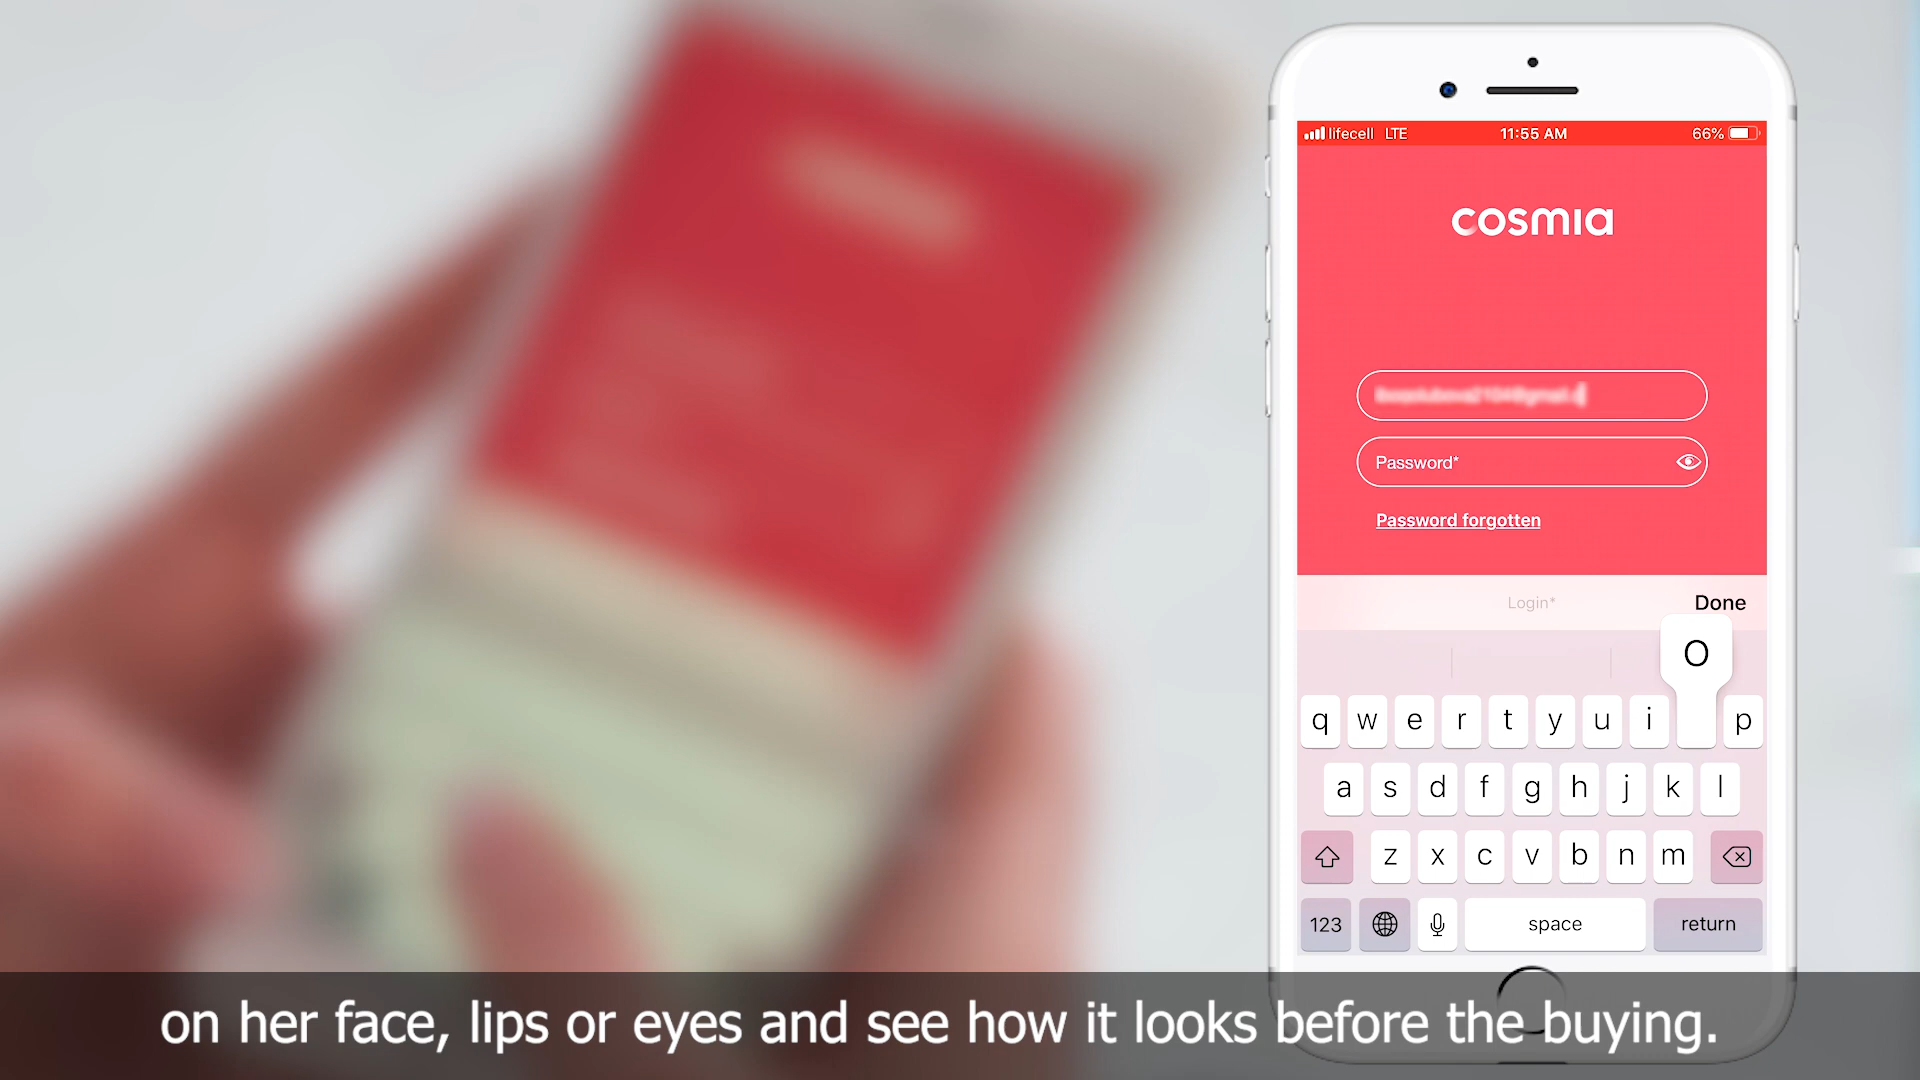 lifecell LTE 11:55 AM 66%
cosmia
Password*
Password forgotten
Login* Done
O
q w e r t y u i p
a s d f g h j k l
z x c v b n m
123 space return
on her face, lips or eyes and see how it looks before the buying.